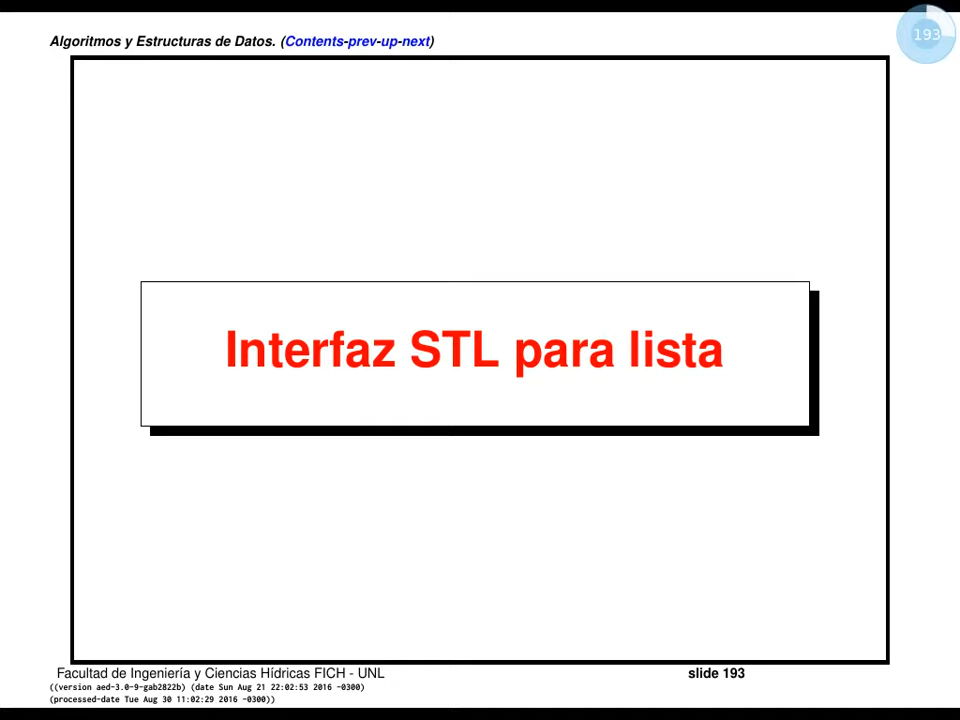 Algoritmos y Estructuras de Datos. (Contents-prev-up-next)
193
Interfaz STL para lista
Facultad de Ingeniería y Ciencias Hídricas FICH - UNL
slide 193
((version aed-3.0-9-gab2822b) (date Sun Aug 21 22:02:53 2016 -0300)
(processed-date Tue Aug 30 11:02:29 2016 -0300))